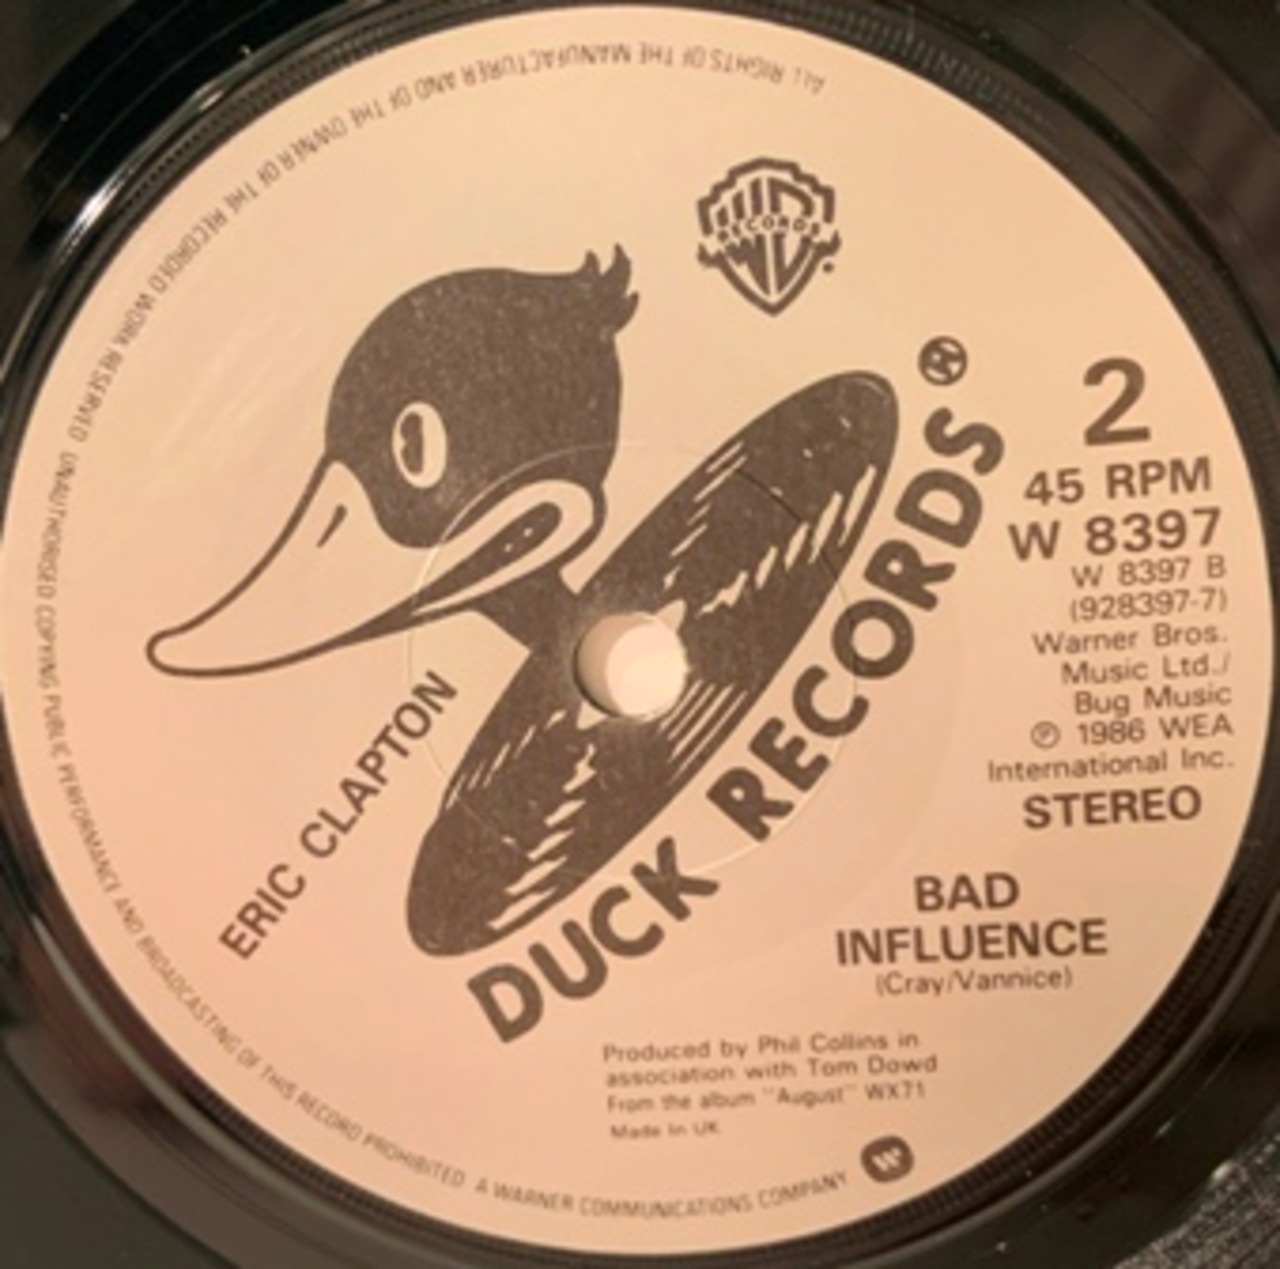 ALL RIGHTS OF THE MANUFACTURER AND OF THE OWNER OF THE RECORDED WORK RESERVED UNAUTHORISED COPYING PUBLIC PERFORMANCE AND BROADCASTING OF THIS RECORD PROHIBITED A WARNER COMMUNICATIONS COMPANY
RECORDS
DUCK RECORDS®
ERIC CLAPTON
2
45 RPM
W 8397
W 8397 B
(928397-7)
Warner Bros.
Music Ltd./
Bug Music
℗ 1986 WEA
International Inc.
STEREO
BAD
INFLUENCE
(Cray/Vannice)
Produced by Phil Collins in
association with Tom Dowd
From the album "August" WX71
Made in UK